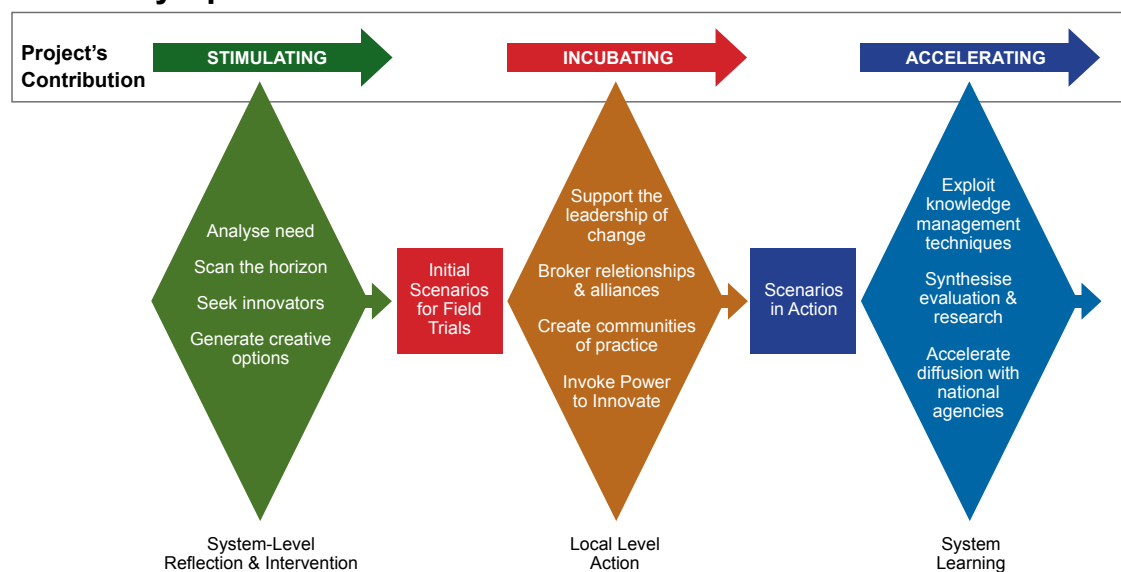 Project's
Contribution
STIMULATING
INCUBATING
ACCELERATING
Analyse need
Scan the horizon
Seek innovators
Generate creative
options
Initial
Scenarios
for Field
Trials
Support the
leadership of
change
Broker reletionships
& alliances
Create communities
of practice
Invoke Power
to Innovate
Scenarios
in Action
Exploit
knowledge
management
techniques
Synthesise
evaluation &
research
Accelerate
diffusion with
national
agencies
System-Level
Reflection & Intervention
Local Level
Action
System
Learning